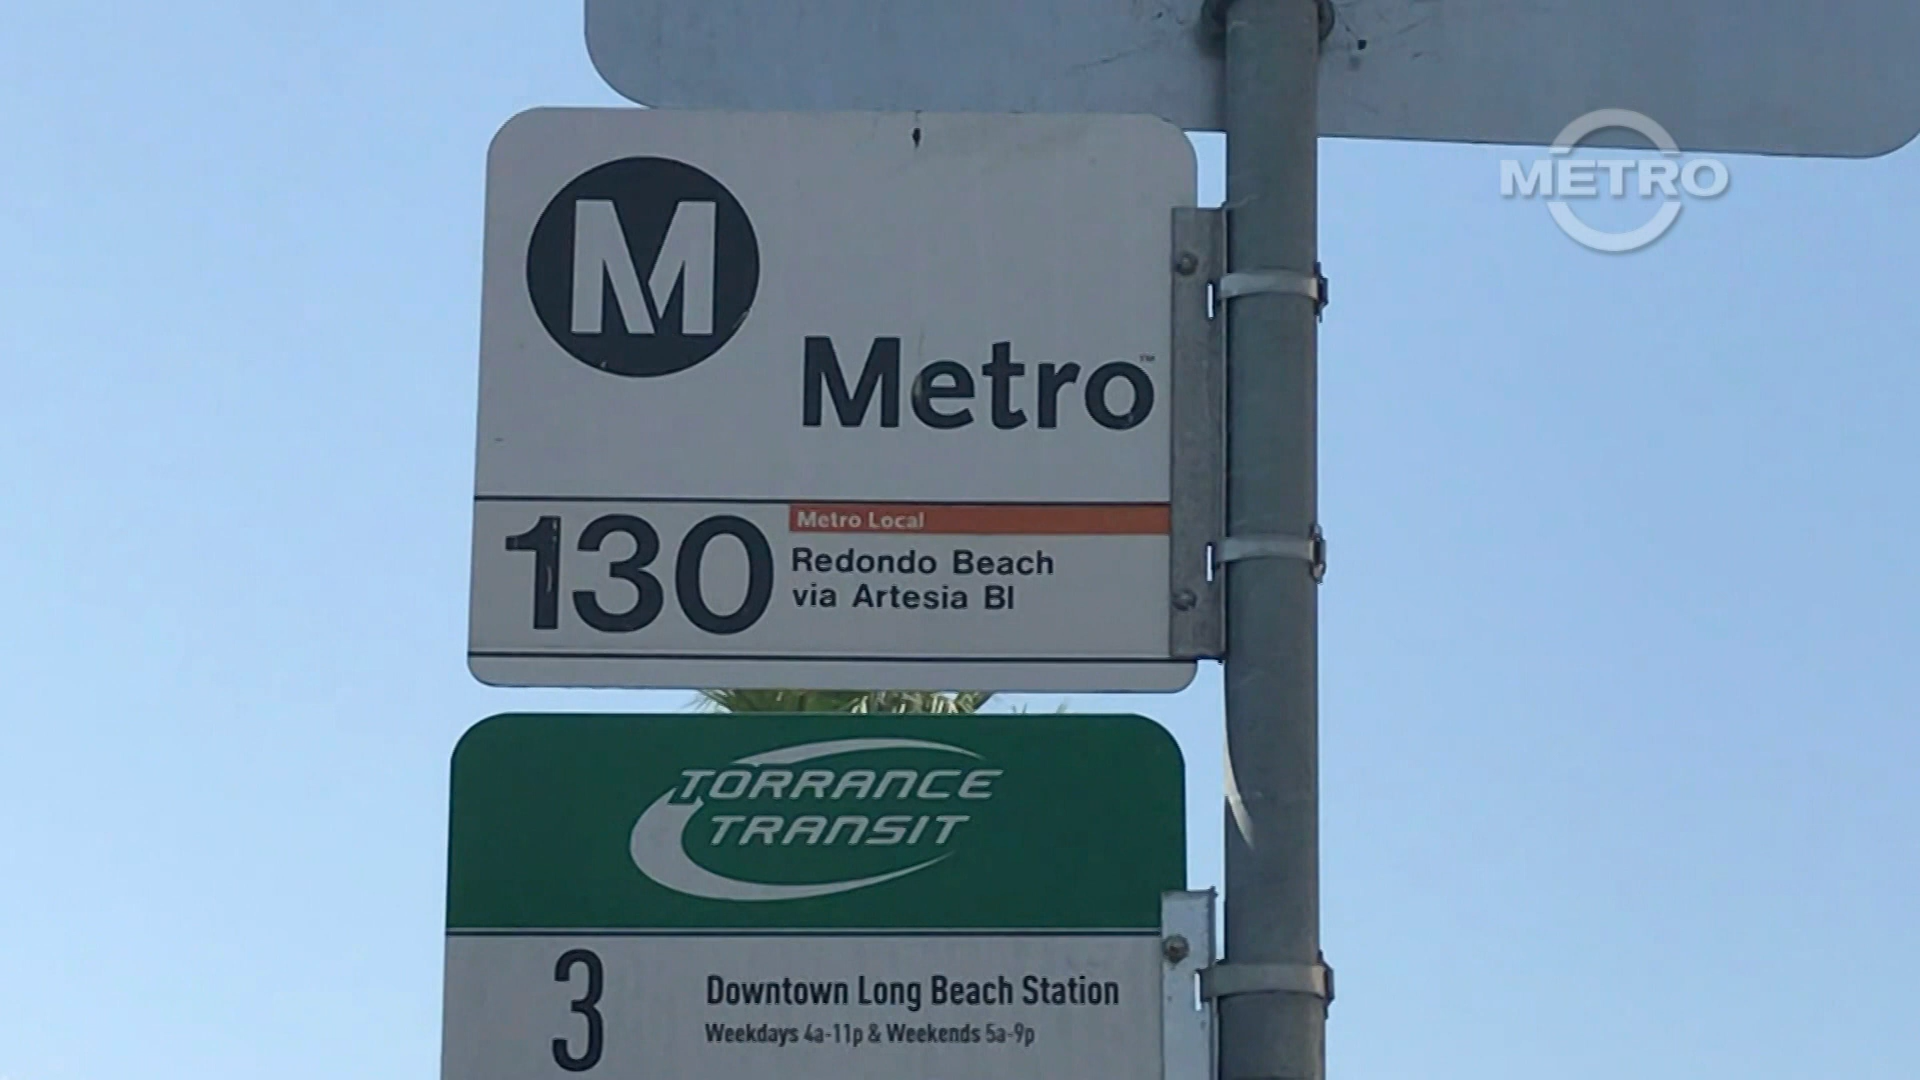 METRO
M
Metro™
130
Metro Local
Redondo Beach
via Artesia Bl
TORRANCE
TRANSIT
3
Downtown Long Beach Station
Weekdays 4a-11p & Weekends 5a-9p